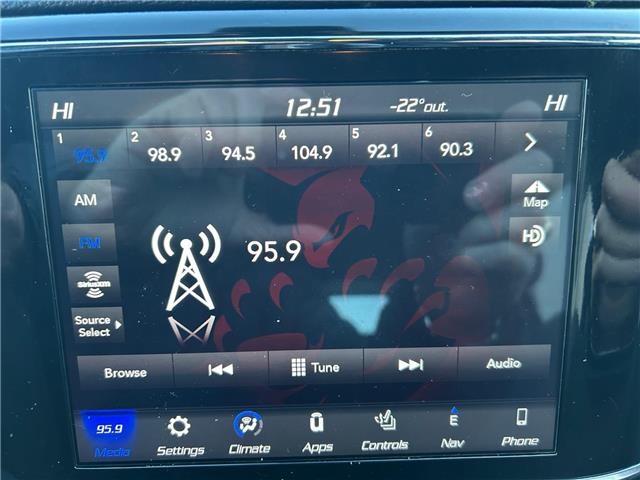 HI 12:51 -22°out. HI
1 2 3 4 5 6
95.9 98.9 94.5 104.9 92.1 90.3
AM
Map
FM 95.9 HD
SiriusXM
Source
Select
Browse Tune Audio
95.9 E
Media Settings Climate Apps Controls Nav Phone